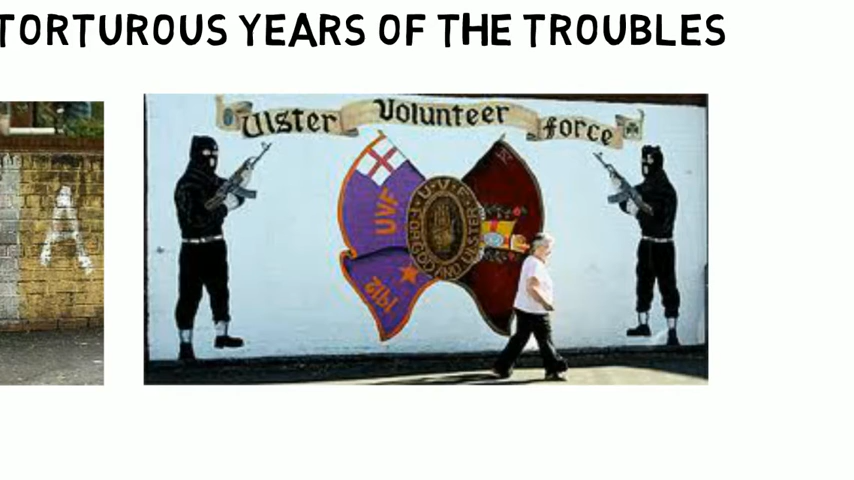 TORTUROUS YEARS OF THE TROUBLES
Ulster Volunteer force
UVF
1912
U.V.F.
FOR GOD AND ULSTER
A